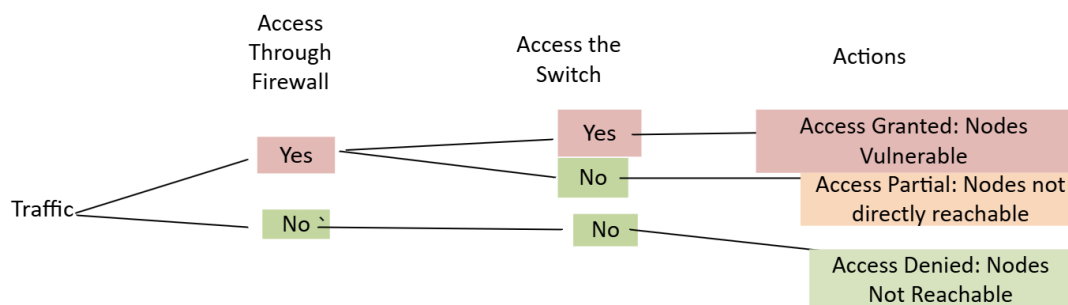 Access
Through
Firewall
Access the
Switch
Actions
Yes
Yes
Access Granted: Nodes
Vulnerable
No
Access Partial: Nodes not
directly reachable
Traffic
No`
No
Access Denied: Nodes
Not Reachable